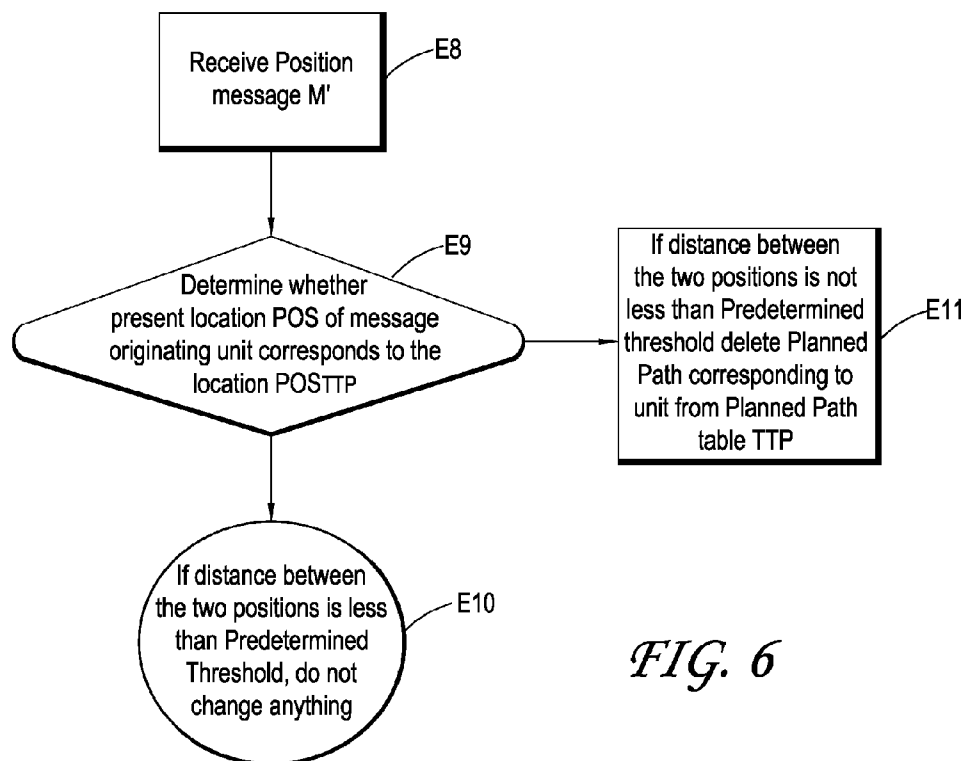 Receive Position
message M'
E8
Determine whether
present location POS of message
originating unit corresponds to the
location POSTTP
E9
If distance between
the two positions is not
less than Predetermined
threshold delete Planned
Path corresponding to
unit from Planned Path
table TTP
E11
If distance between
the two positions is less
than Predetermined
Threshold, do not
change anything
E10
FIG. 6